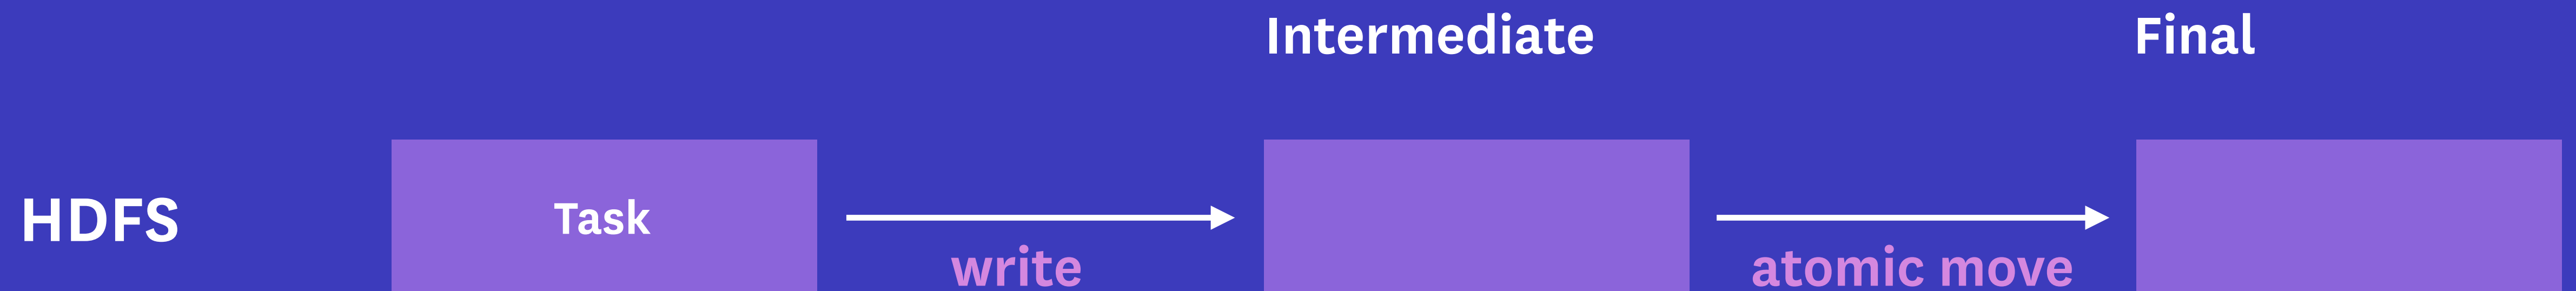 Intermediate
Final
HDFS
Task
write
atomic move